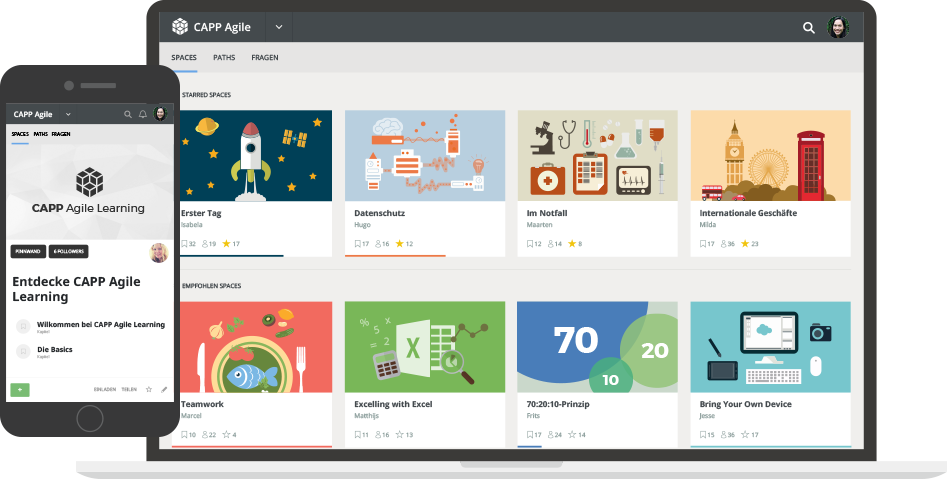 CAPP Agile
SPACES PATHS FRAGEN
STARRED SPACES
Erster Tag
Isabela
32 19 17
Datenschutz
Hugo
17 16 12
Im Notfall
Maarten
12 14 8
Internationale Geschäfte
Milda
17 36 23
EMPFOHLEN SPACES
Teamwork
Marcel
10 22 4
% 5 x
= 2
X
Excelling with Excel
Matthijs
11 16 13
70
20
10
70:20:10-Prinzip
Frits
17 24 14
Bring Your Own Device
Jesse
15 36 17
CAPP Agile
SPACES PATHS FRAGEN
CAPP Agile Learning
PINNWAND 6 FOLLOWERS
Entdecke CAPP Agile
Learning
Wilkommen bei CAPP Agile Learning
Die Basics
+ EINLADEN TEILEN